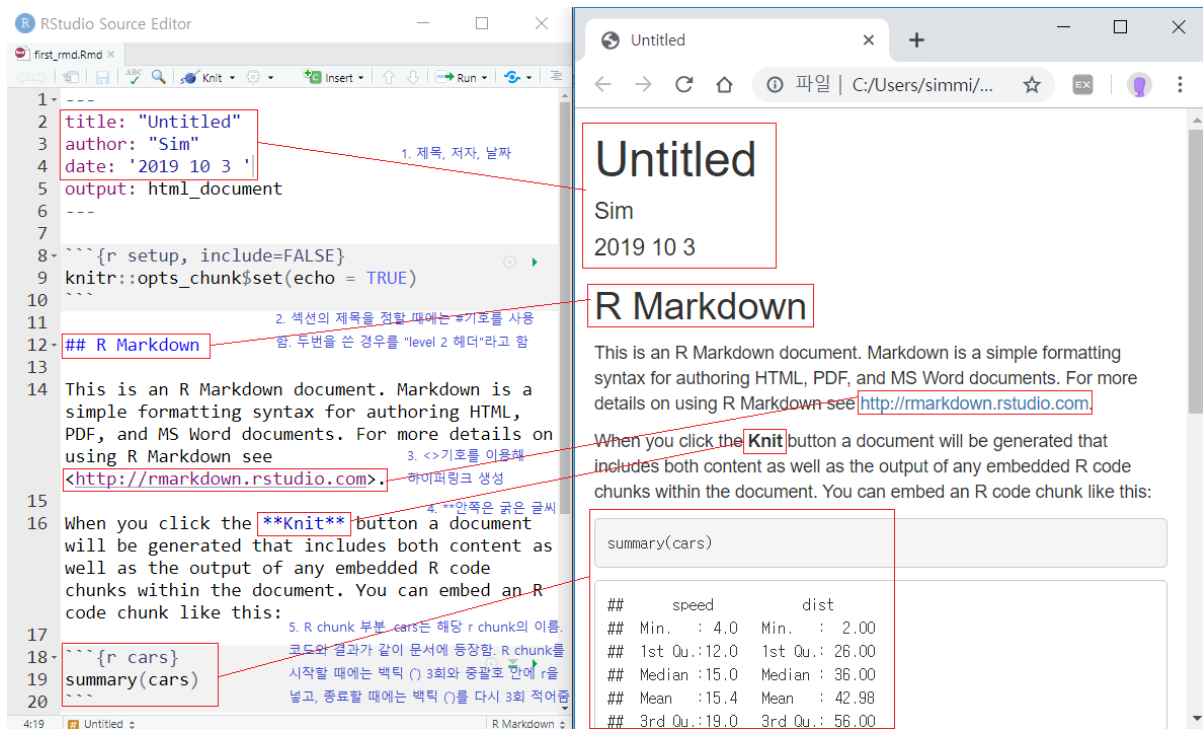 RStudio Source Editor
first_rmd.Rmd ×
ABC Knit Insert Run
1 ---
2 title: "Untitled"
3 author: "Sim"
4 date: '2019 10 3 '
5 output: html_document
6 ---
7
8 ```{r setup, include=FALSE}
9 knitr::opts_chunk$set(echo = TRUE)
10 ```
11
12 ## R Markdown
13
14 This is an R Markdown document. Markdown is a
simple formatting syntax for authoring HTML,
PDF, and MS Word documents. For more details on
using R Markdown see
<http://rmarkdown.rstudio.com>.
15
16 When you click the **Knit** button a document
will be generated that includes both content as
well as the output of any embedded R code
chunks within the document. You can embed an R
code chunk like this:
17
18 ```{r cars}
19 summary(cars)
20 ```
4:19 # Untitled R Markdown
1. 제목, 저자, 날짜
2. 섹션의 제목을 정할 때에는 #기호를 사용
함. 두번을 쓴 경우를 "level 2 헤더"라고 함
3. <>기호를 이용해
하이퍼링크 생성
4. **안쪽은 굵은 글씨
5. R chunk 부분. cars는 해당 r chunk의 이름.
코드와 결과가 같이 문서에 등장함. R chunk를
시작할 때에는 백틱 (`) 3회와 중괄호 안에 r을
넣고, 종료할 때에는 백틱 (`)를 다시 3회 적어줌
Untitled
파일 | C:/Users/simmi/... EX
Untitled
Sim
2019 10 3
R Markdown
This is an R Markdown document. Markdown is a simple formatting
syntax for authoring HTML, PDF, and MS Word documents. For more
details on using R Markdown see http://rmarkdown.rstudio.com.
When you click the Knit button a document will be generated that
includes both content as well as the output of any embedded R code
chunks within the document. You can embed an R code chunk like this:
summary(cars)
## speed dist
## Min. : 4.0 Min. : 2.00
## 1st Qu.:12.0 1st Qu.: 26.00
## Median :15.0 Median : 36.00
## Mean :15.4 Mean : 42.98
## 3rd Qu.:19.0 3rd Qu.: 56.00